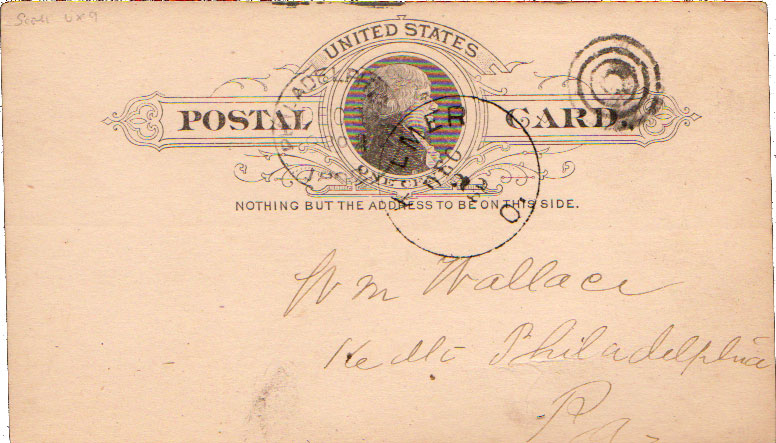 Scott UX9
UNITED STATES
POSTAL CARD.
ONE CENT
NOTHING BUT THE ADDRESS TO BE ON THIS SIDE.
Wm Wallace
Philadelphia
Pa